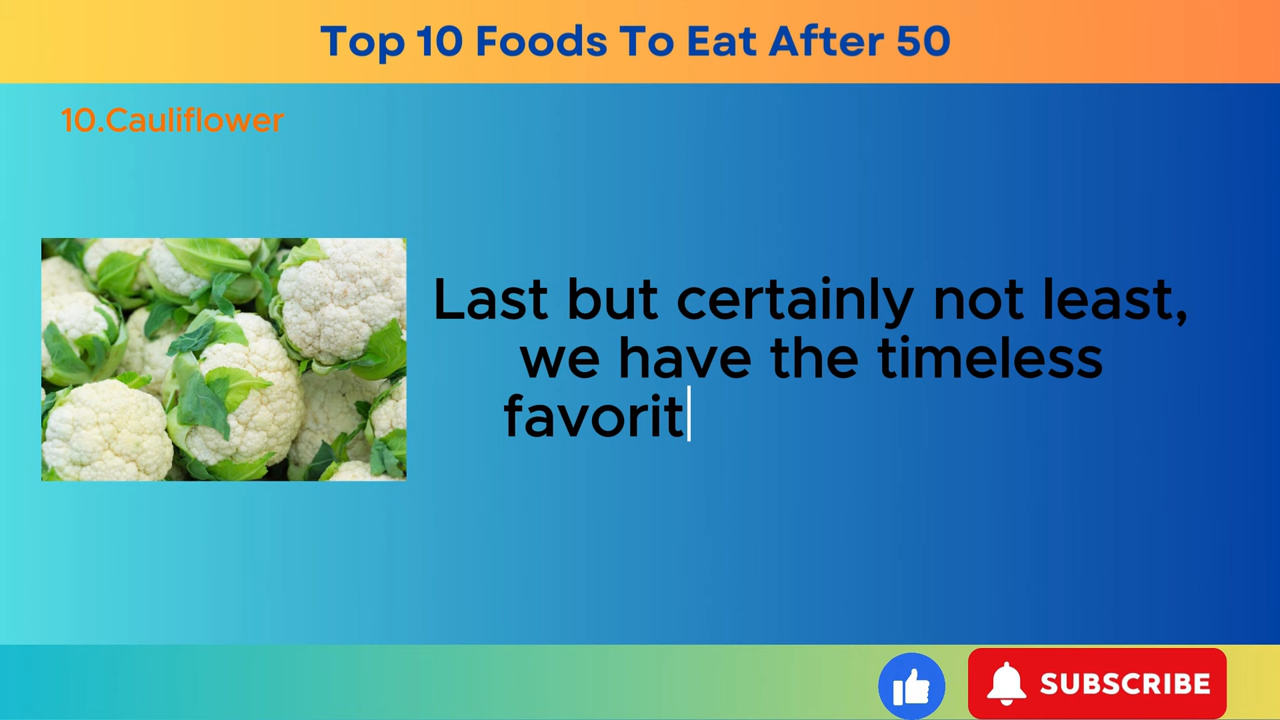 Top 10 Foods To Eat After 50
10.Cauliflower
Last but certainly not least,
we have the timeless
favorit
SUBSCRIBE